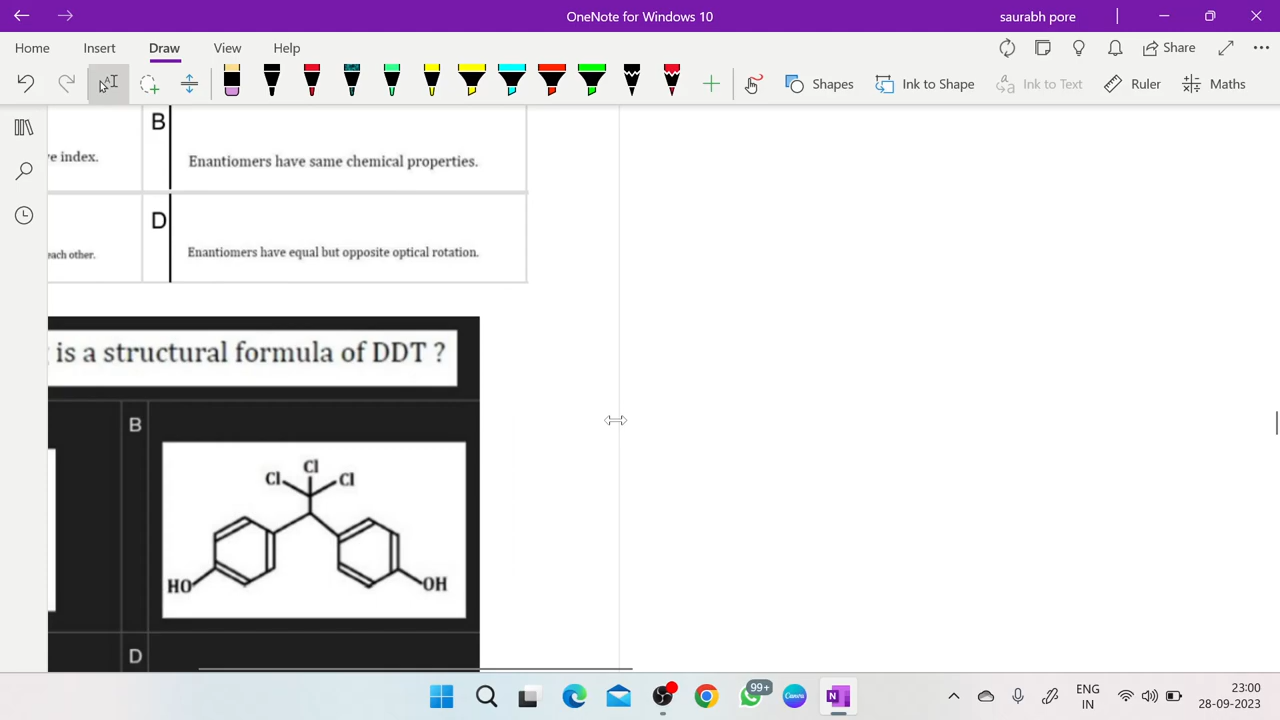 OneNote for Windows 10
saurabh pore
Home
Insert
Draw
View
Help
Share
Shapes
Ink to Shape
Ink to Text
Ruler
Maths
B
index.
Enantiomers have same chemical properties.
D
each other.
Enantiomers have equal but opposite optical rotation.
is a structural formula of DDT ?
B
Cl
Cl
Cl
HO
OH
D
99+
ENG
IN
23:00
28-09-2023